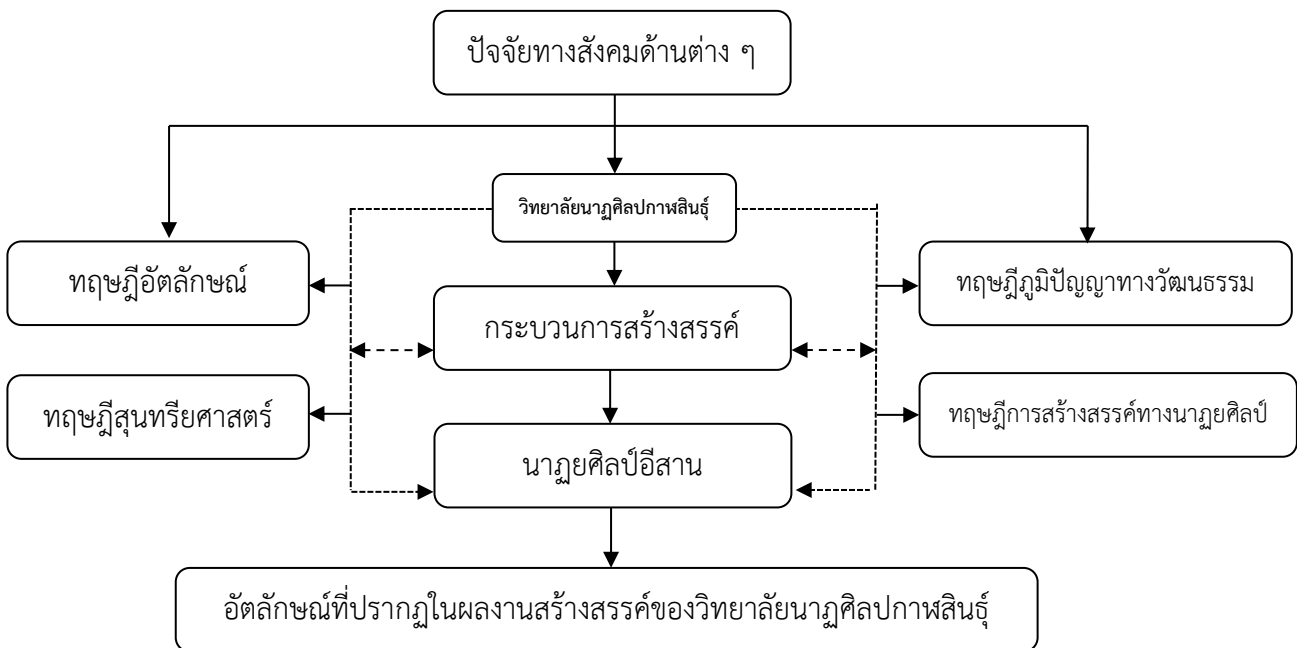 ปัจจัยทางสังคมด้านต่าง ๆ
วิทยาลัยนาฏศิลปกาฬสินธุ์
ทฤษฎีอัตลักษณ์
ทฤษฎีภูมิปัญญาทางวัฒนธรรม
กระบวนการสร้างสรรค์
ทฤษฎีสุนทรียศาสตร์
ทฤษฎีการสร้างสรรค์ทางนาฏยศิลป์
นาฏยศิลป์อีสาน
อัตลักษณ์ที่ปรากฏในผลงานสร้างสรรค์ของวิทยาลัยนาฏศิลปกาฬสินธุ์